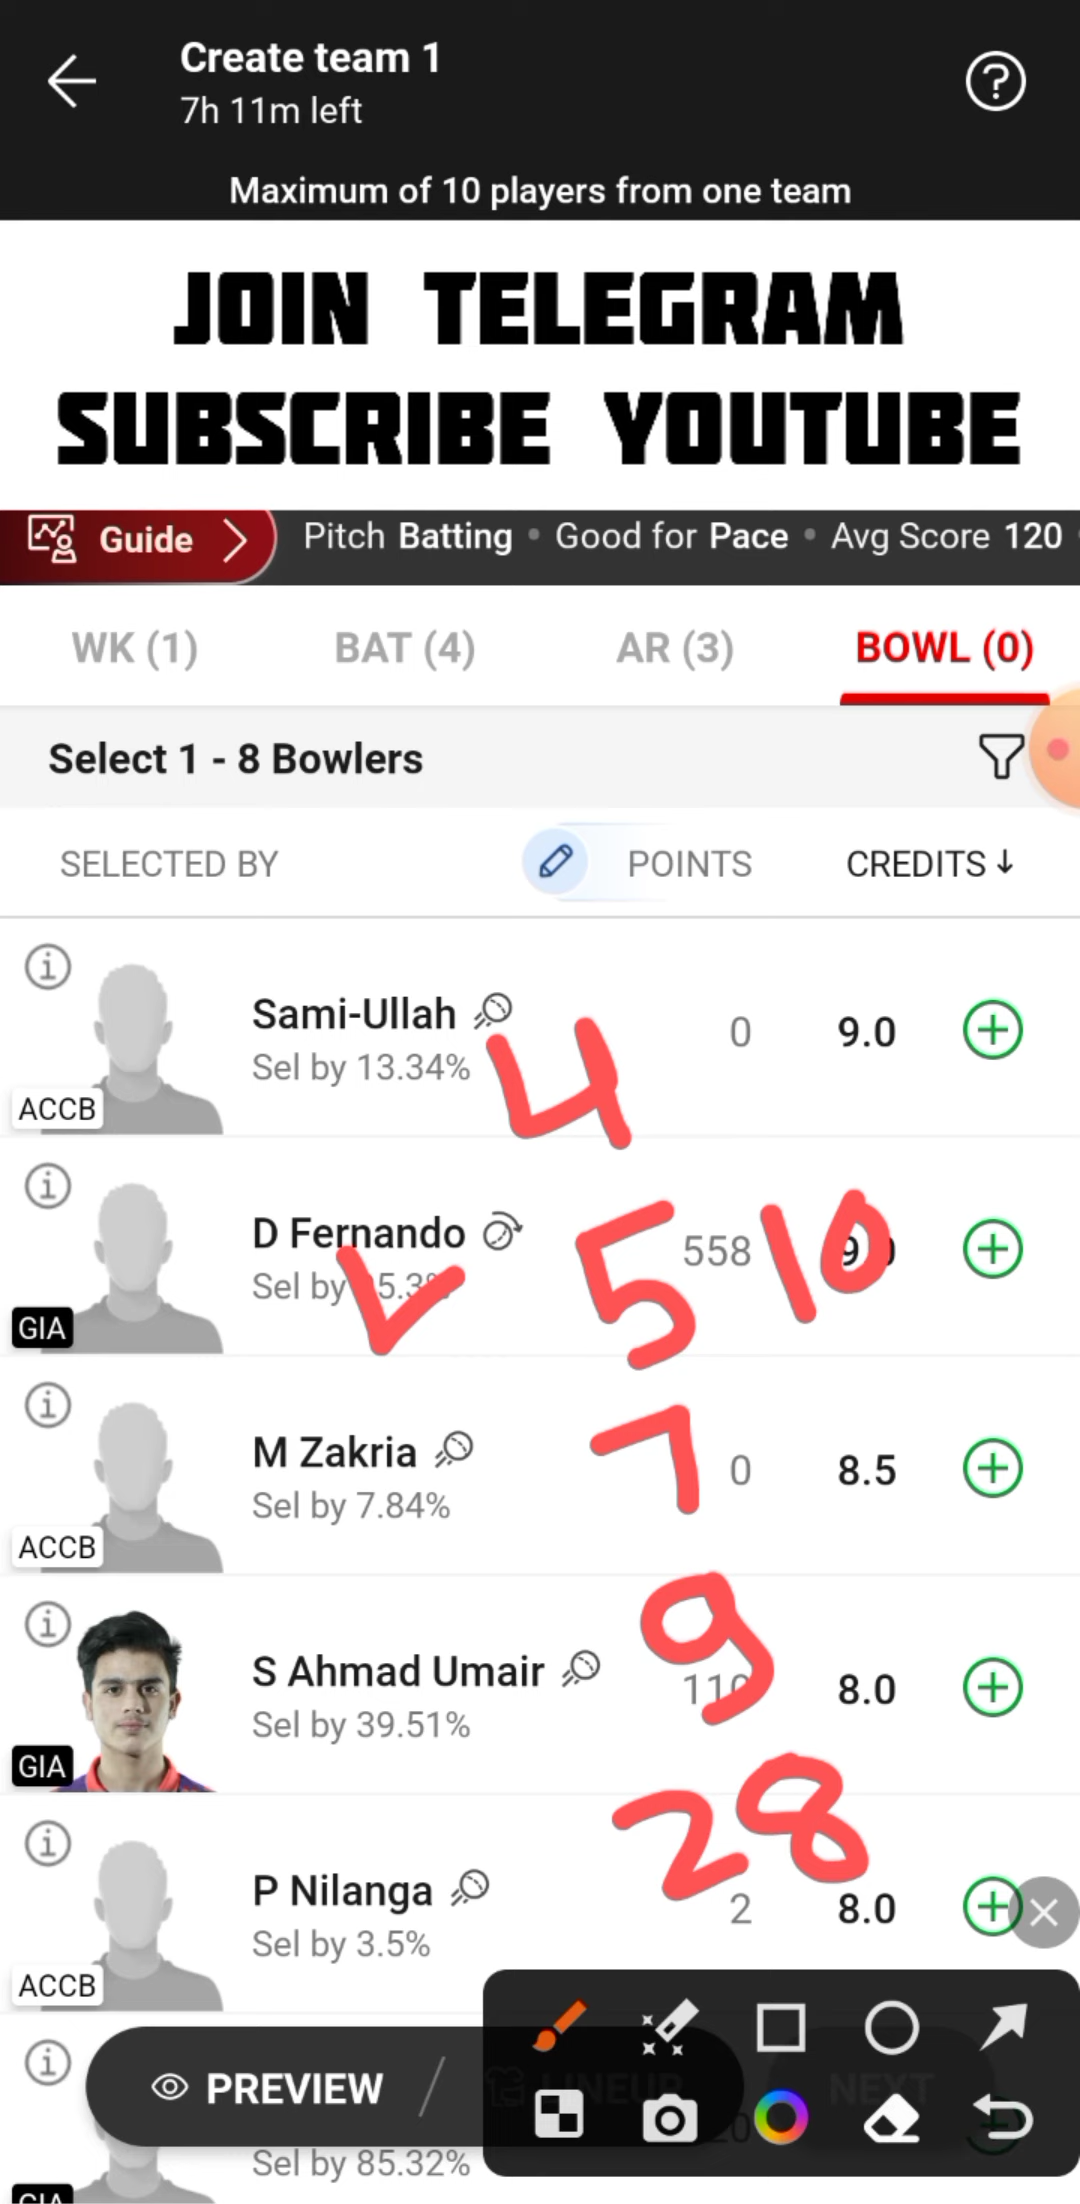 Create team 1
7h 11m left
Maximum of 10 players from one team
JOIN TELEGRAM
SUBSCRIBE YOUTUBE
Guide Pitch Batting • Good for Pace • Avg Score 120
WK (1) BAT (4) AR (3) BOWL (0)
Select 1 - 8 Bowlers
SELECTED BY POINTS CREDITS ↓
Sami-Ullah 0 9.0
Sel by 13.34%
4
ACCB
D Fernando 558
Sel by
5 10
GIA
M Zakria 0 8.5
Sel by 7.84%
7
ACCB
S Ahmad Umair 110 8.0
Sel by 39.51%
9
GIA
28
P Nilanga 2 8.0
Sel by 3.5%
ACCB
PREVIEW LINEUP NEXT
Sel by 85.32%
GIA